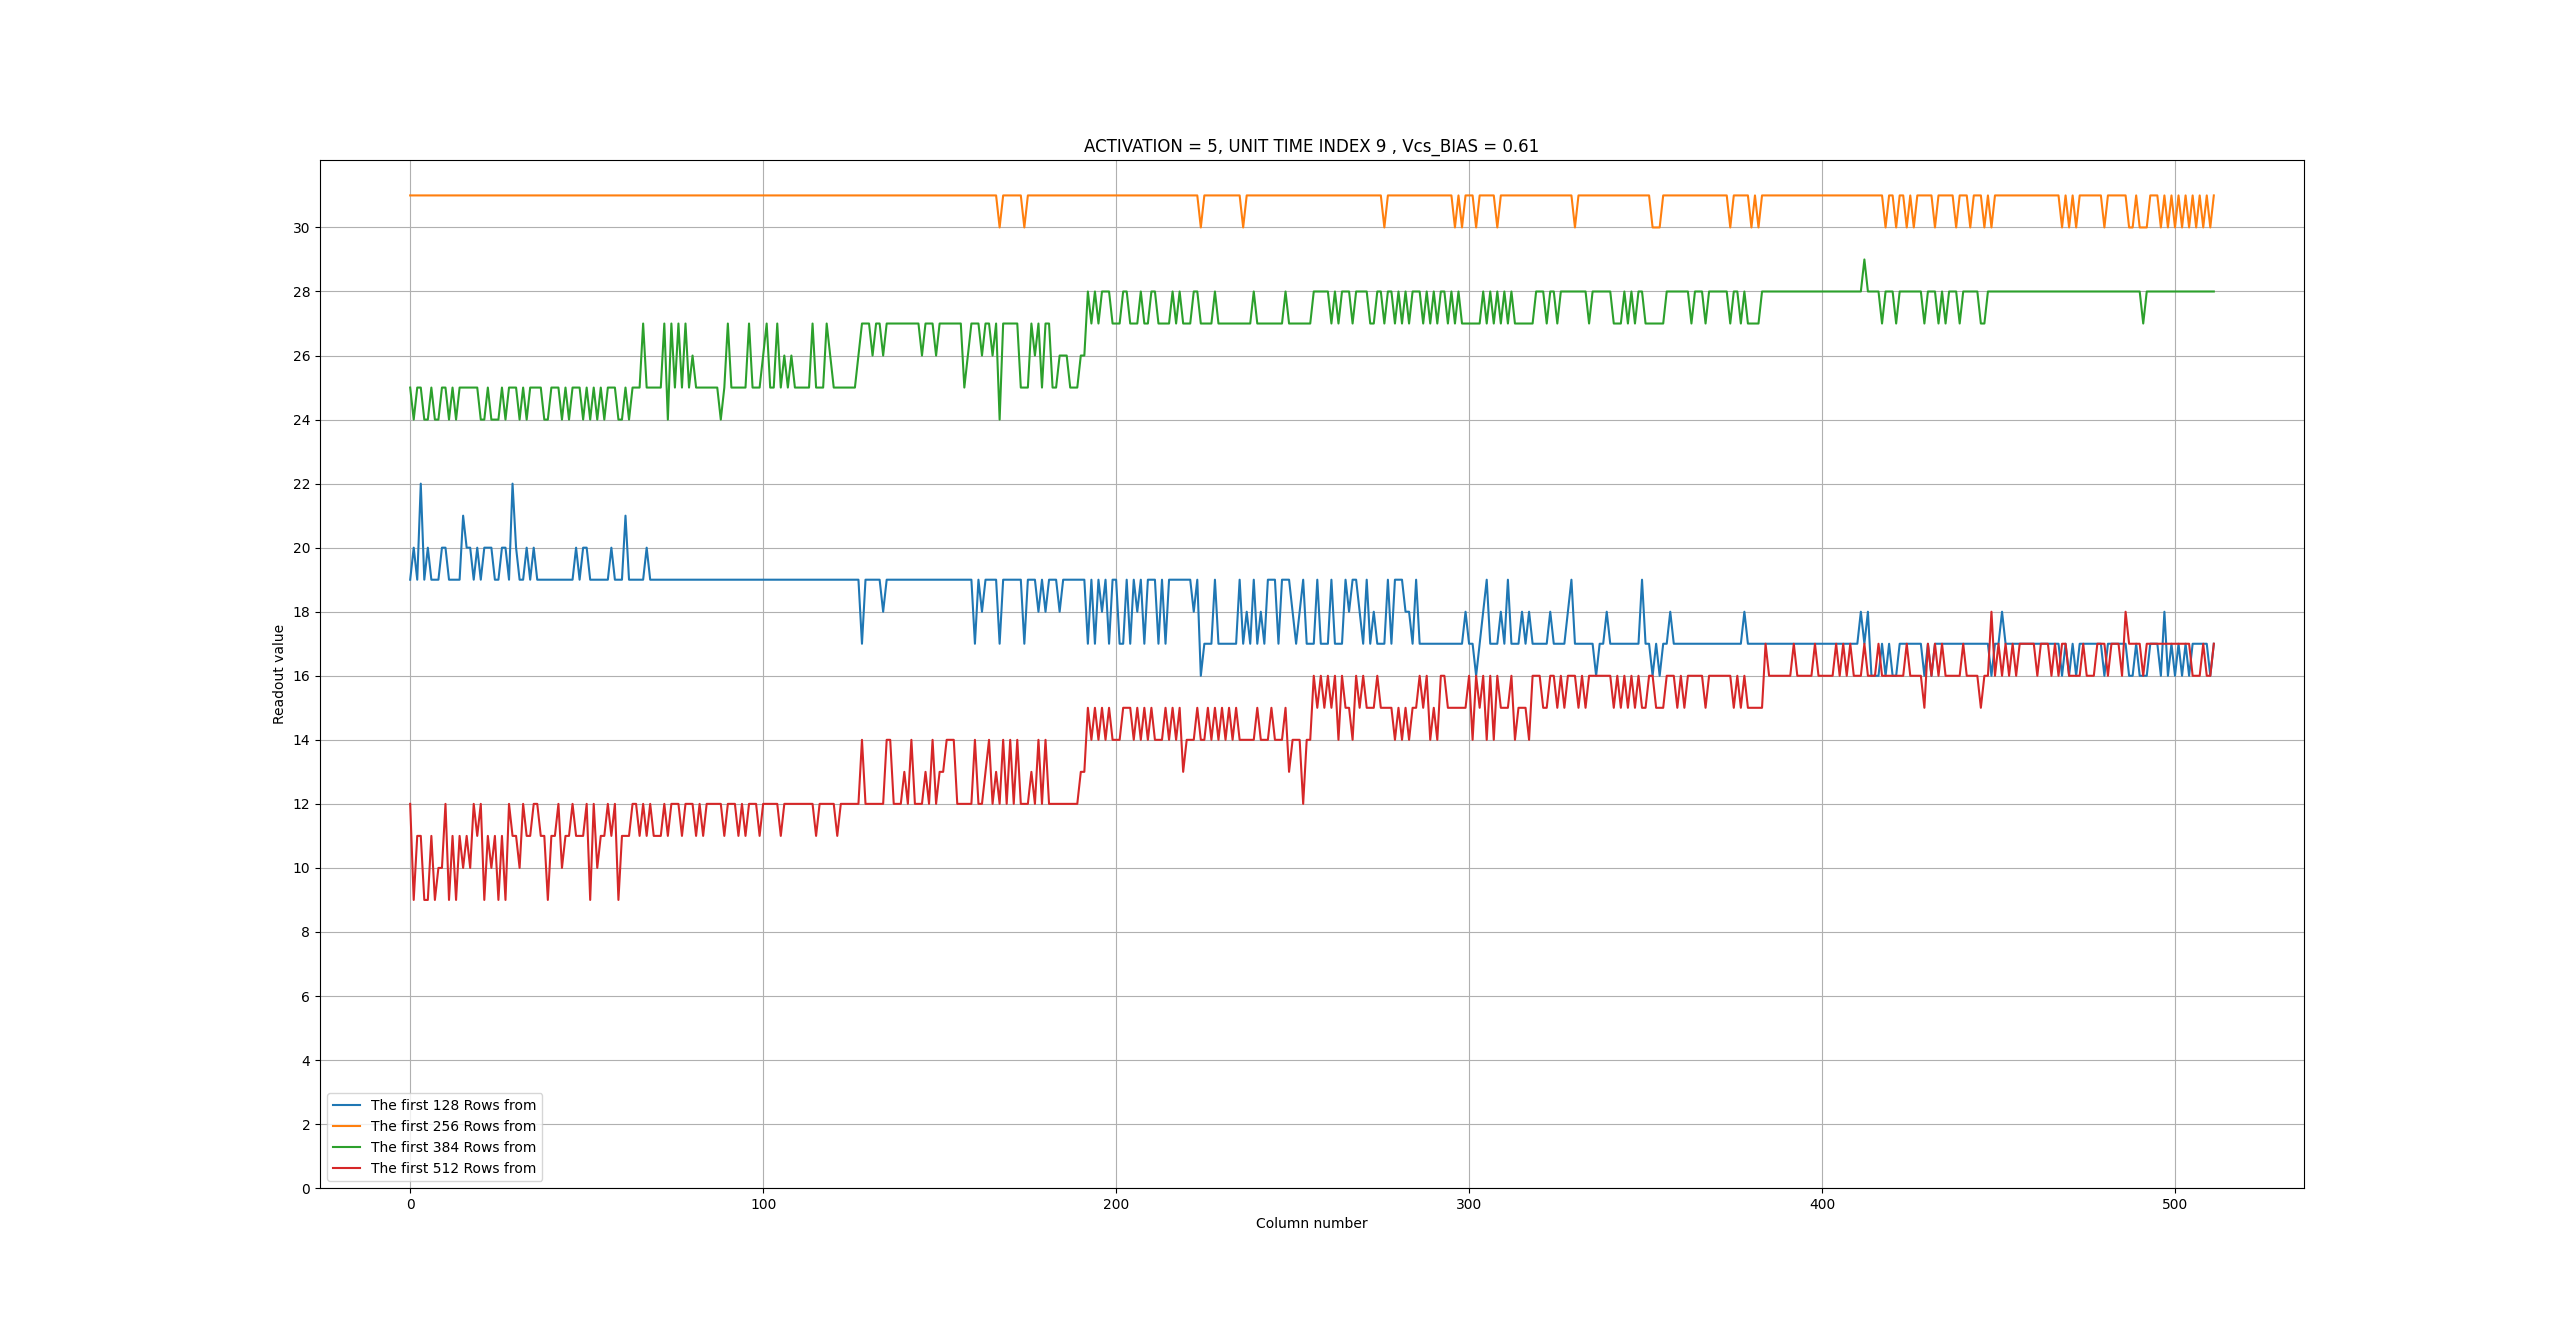 ACTIVATION = 5, UNIT TIME INDEX 9 , Vcs_BIAS = 0.61
30
28
26
24
22
20
18
16
14
12
10
8
6
4
2
0
Readout value
The first 128 Rows from
The first 256 Rows from
The first 384 Rows from
The first 512 Rows from
0 100 200 300 400 500
Column number